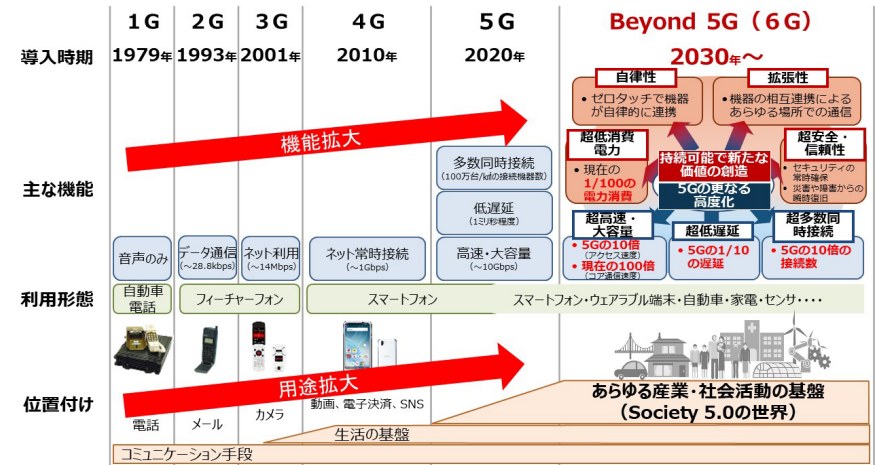 1G
2G
3G
4G
5G
Beyond 5G（6G）
導入時期
1979年
1993年
2001年
2010年
2020年
2030年～
主な機能
機能拡大
音声のみ
データ通信
（～28.8kbps）
ネット利用
（～14Mbps）
ネット常時接続
（～1Gbps）
多数同時接続
（100万台/㎢の接続機器数）
低遅延
（1ミリ秒程度）
高速・大容量
（～10Gbps）
自律性
• ゼロタッチで機器
が自律的に連携
拡張性
• 機器の相互連携による
あらゆる場所での通信
超低消費
電力
• 現在の
1/100の
電力消費
持続可能で新たな
価値の創造
5Gの更なる
高度化
超安全・
信頼性
• セキュリティの
常時確保
• 災害や障害からの
瞬時復旧
超高速・
大容量
• 5Gの10倍
（アクセス速度）
• 現在の100倍
（コア通信速度）
超低遅延
• 5Gの1/10
の遅延
超多数同
時接続
• 5Gの10倍の
接続数
利用形態
自動車
電話
フィーチャーフォン
スマートフォン
スマートフォン・ウェアラブル端末・自動車・家電・センサ・・・・
位置付け
用途拡大
電話
メール
カメラ
動画、電子決済、SNS
あらゆる産業・社会活動の基盤
（Society 5.0の世界）
生活の基盤
コミュニケーション手段